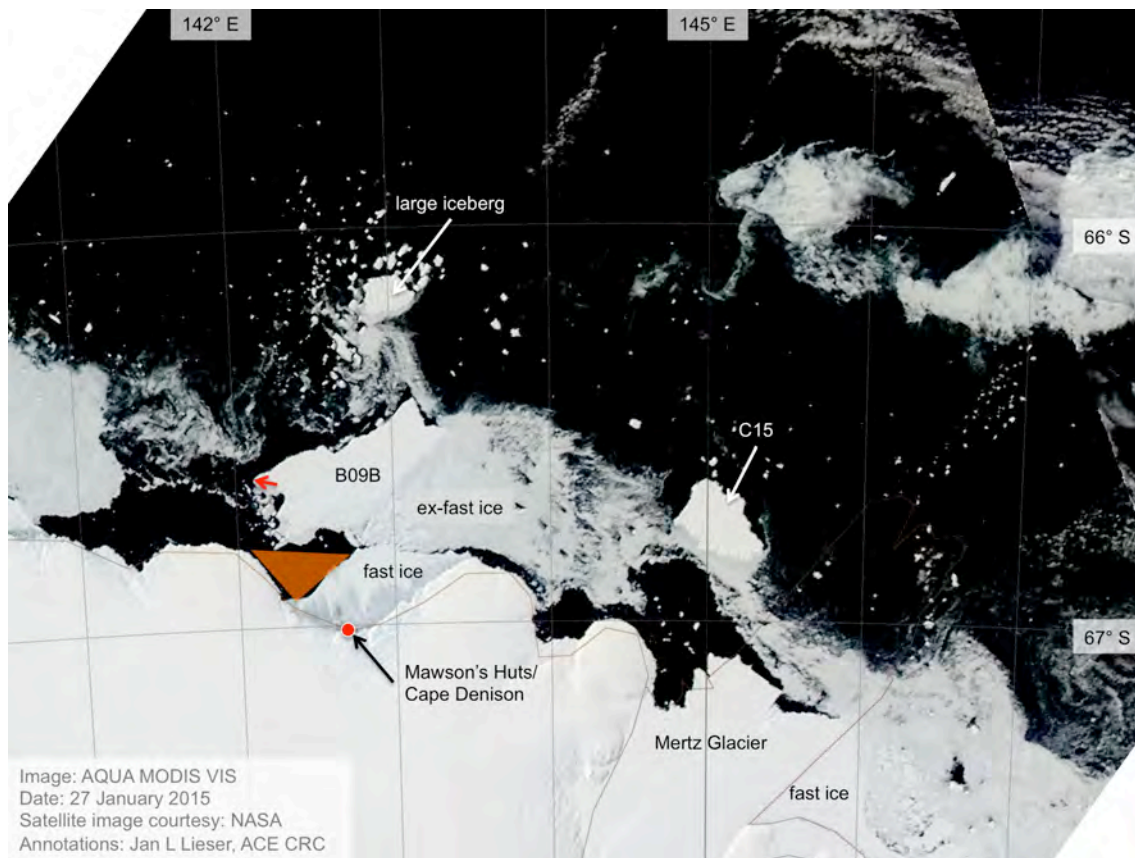 142° E
145° E
large iceberg
66° S
C15
B09B
ex-fast ice
fast ice
67° S
Mawson's Huts/
Cape Denison
Mertz Glacier
fast ice
Image: AQUA MODIS VIS
Date: 27 January 2015
Satellite image courtesy: NASA
Annotations: Jan L Lieser, ACE CRC